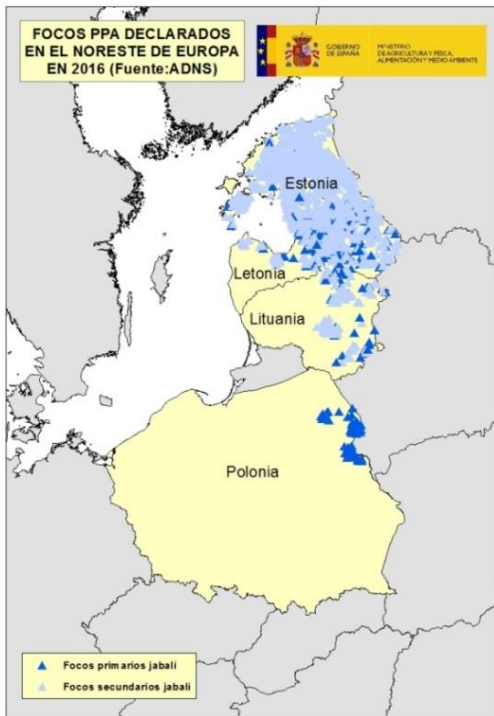 FOCOS PPA DECLARADOS
EN EL NORESTE DE EUROPA
EN 2016 (Fuente:ADNS)
GOBIERNO
DE ESPAÑA
MINISTERIO
DE AGRICULTURA Y PESCA,
ALIMENTACIÓN Y MEDIO AMBIENTE
Estonia
Letonia
Lituania
Polonia
Focos primarios jabalí
Focos secundarios jabalí